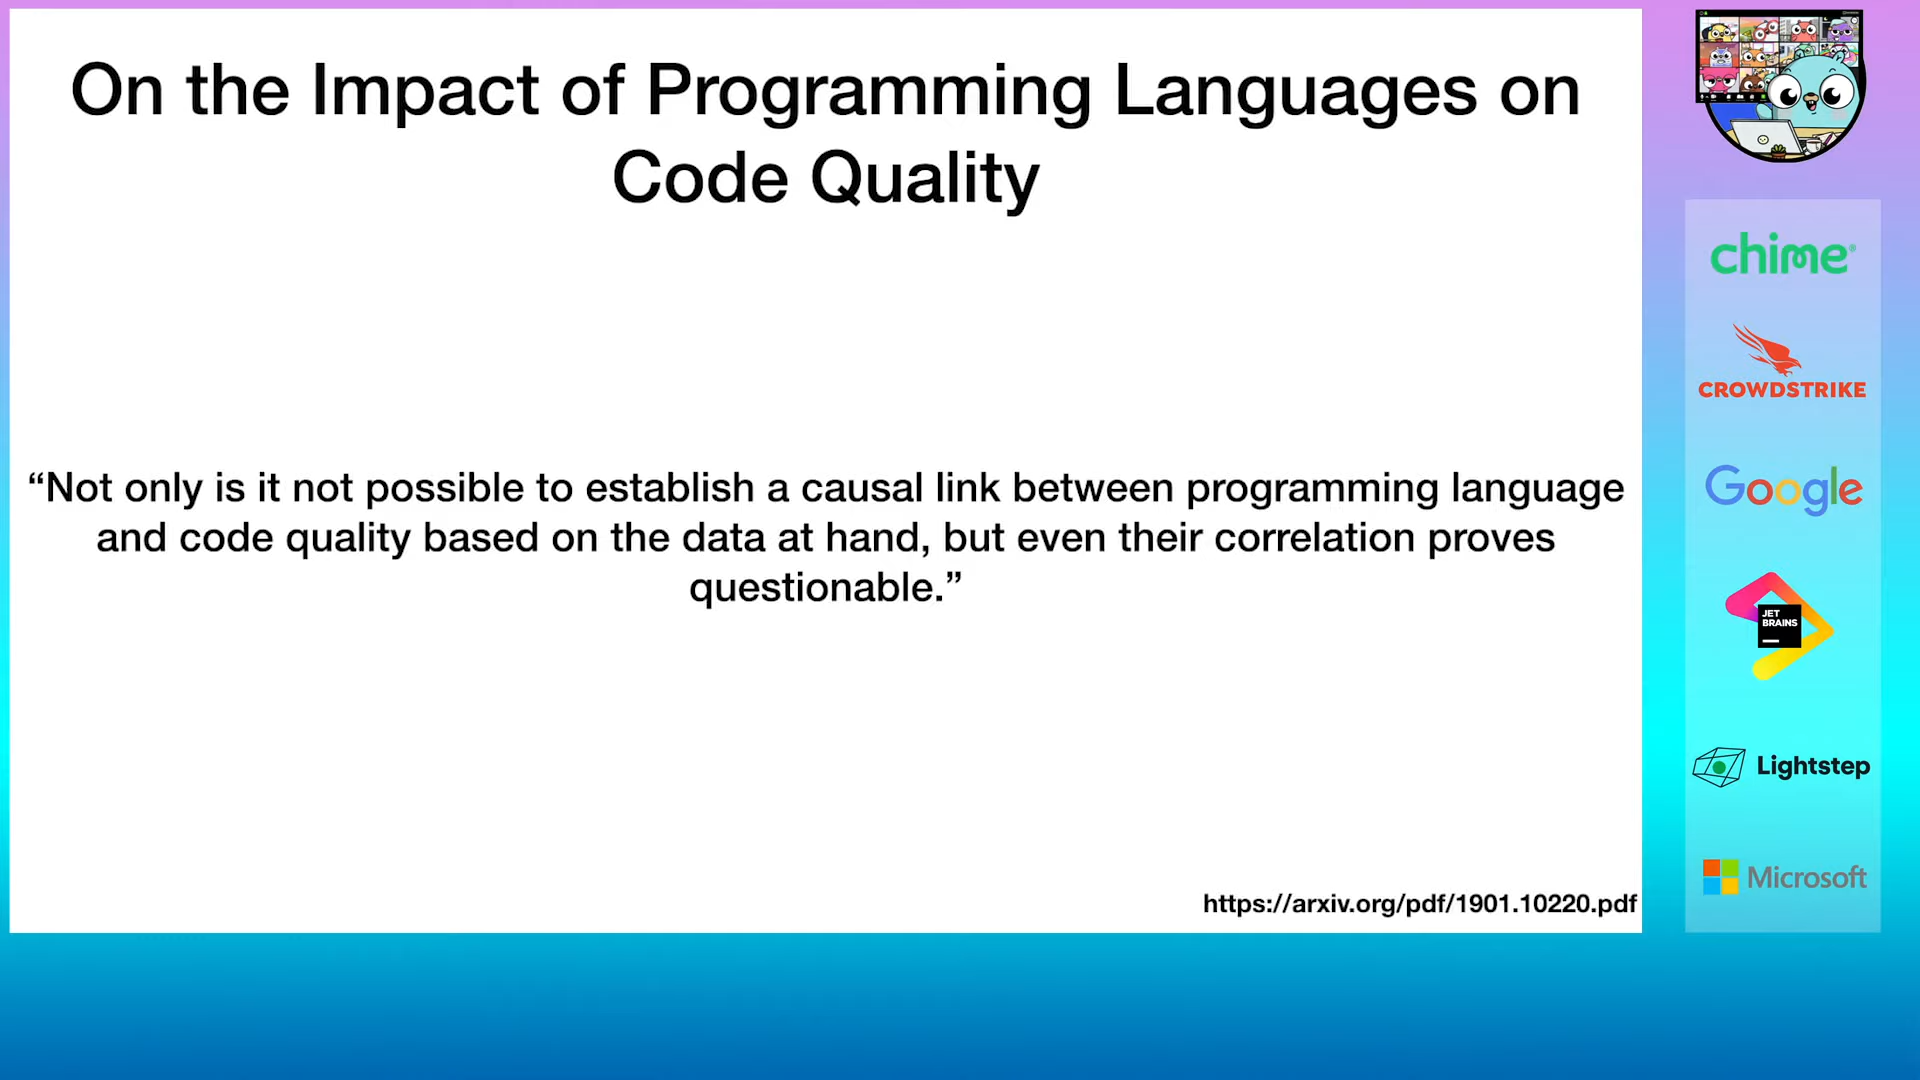 On the Impact of Programming Languages on
Code Quality
“Not only is it not possible to establish a causal link between programming language
and code quality based on the data at hand, but even their correlation proves
questionable.”
https://arxiv.org/pdf/1901.10220.pdf
chime®
CROWDSTRIKE
Google
JET
BRAINS
Lightstep
Microsoft